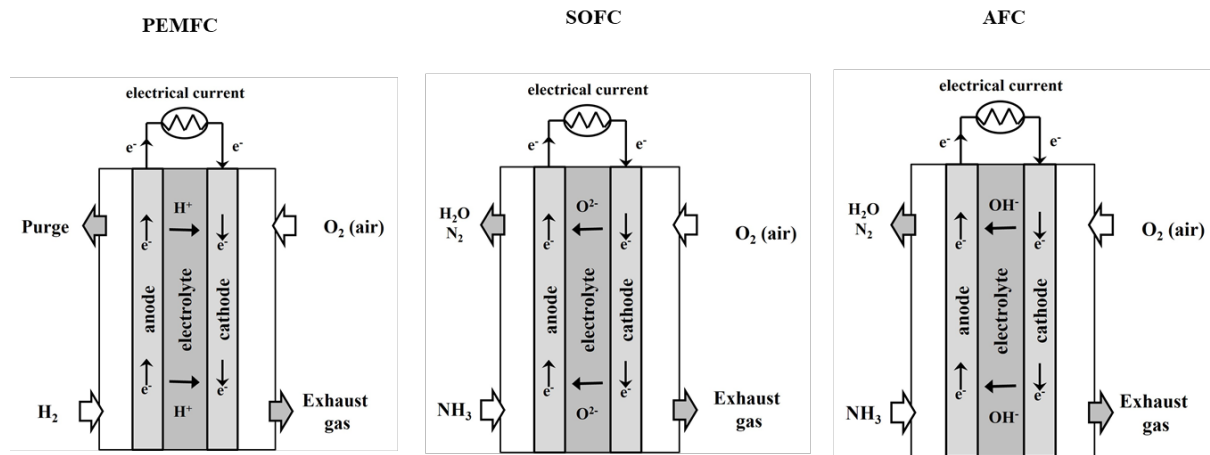 PEMFC
SOFC
AFC
electrical current
e⁻
e⁻
H⁺
Purge
O₂ (air)
e⁻
e⁻
anode
electrolyte
cathode
e⁻
e⁻
H⁺
H₂
Exhaust
gas
electrical current
e⁻
e⁻
H₂O
N₂
O²⁻
O₂ (air)
e⁻
e⁻
anode
electrolyte
cathode
e⁻
e⁻
O²⁻
NH₃
Exhaust
gas
electrical current
e⁻
e⁻
H₂O
N₂
OH⁻
O₂ (air)
e⁻
e⁻
anode
electrolyte
cathode
e⁻
e⁻
OH⁻
NH₃
Exhaust
gas